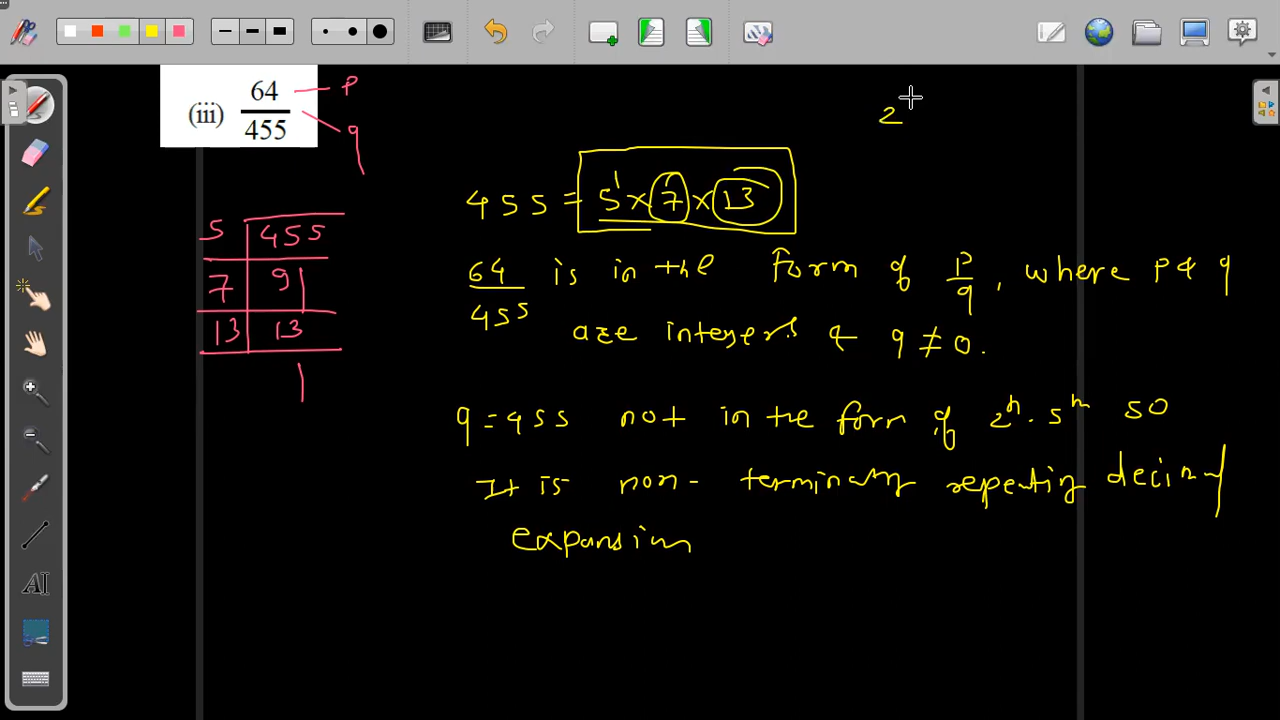 (iii) 64/455
p
q
2
455 = 5¹×7×13
5 | 455
7 | 91
13 | 13
1
64/455 is in the form of p/q, where p & q
are integers & q ≠ 0.
q = 455 not in the form of 2ⁿ · 5ᵐ so
It is non-terminating repeating decimal
expansion